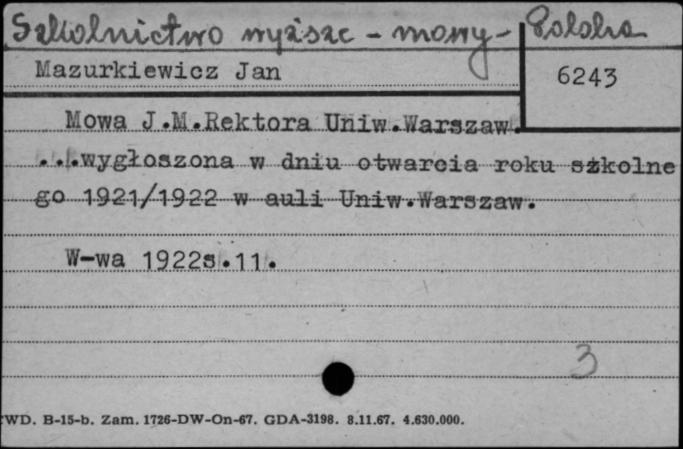 Szkolnictwo wyższe - mowy - Polska
Mazurkiewicz Jan
6243
Mowa J.M.Rektora Uniw.Warszaw.
...wygłoszona w dniu otwarcia roku szkolne
go 1921/1922 w auli Uniw.Warszaw.
W-wa 1922s.11.
3
WD. B-15-b. Zam. 1726-DW-On-67. GDA-3198. 8.11.67. 4.630.000.